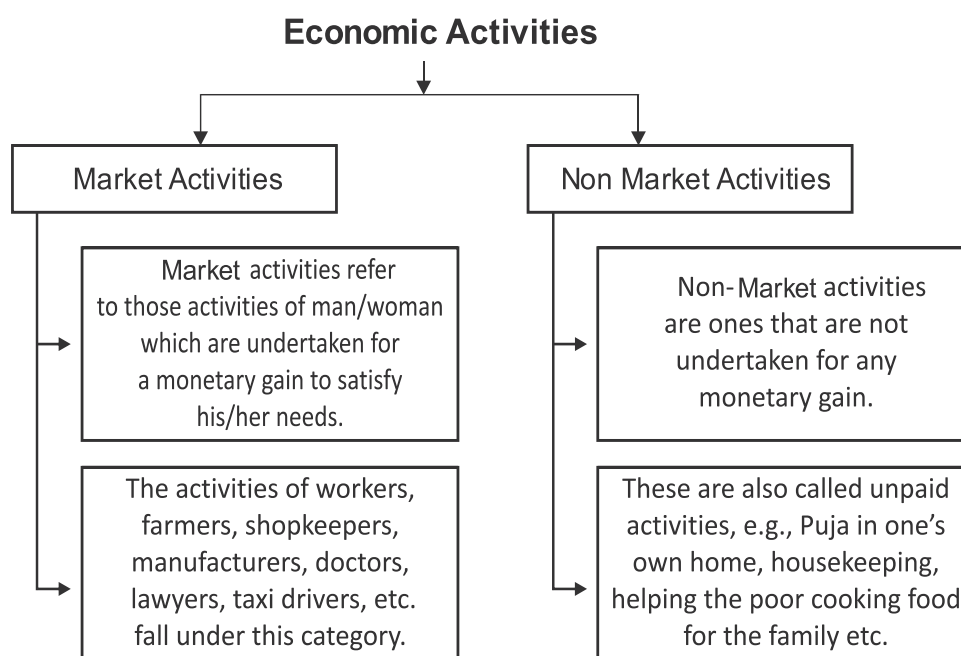 Economic Activities
Market Activities
Market activities refer
to those activities of man/woman
which are undertaken for
a monetary gain to satisfy
his/her needs.
The activities of workers,
farmers, shopkeepers,
manufacturers, doctors,
lawyers, taxi drivers, etc.
fall under this category.
Non Market Activities
Non-Market activities
are ones that are not
undertaken for any
monetary gain.
These are also called unpaid
activities, e.g., Puja in one’s
own home, housekeeping,
helping the poor cooking food
for the family etc.